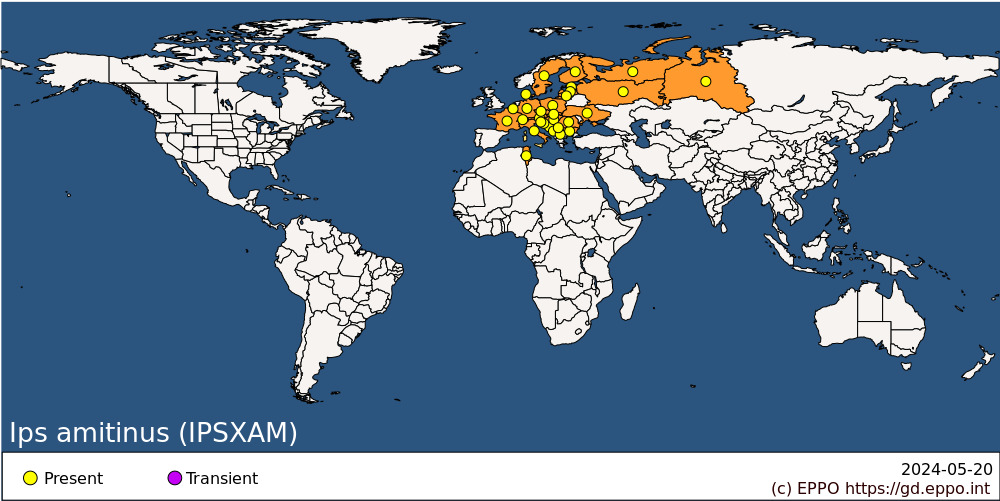 Ips amitinus (IPSXAM)
Present
Transient
2024-05-20
(c) EPPO https://gd.eppo.int